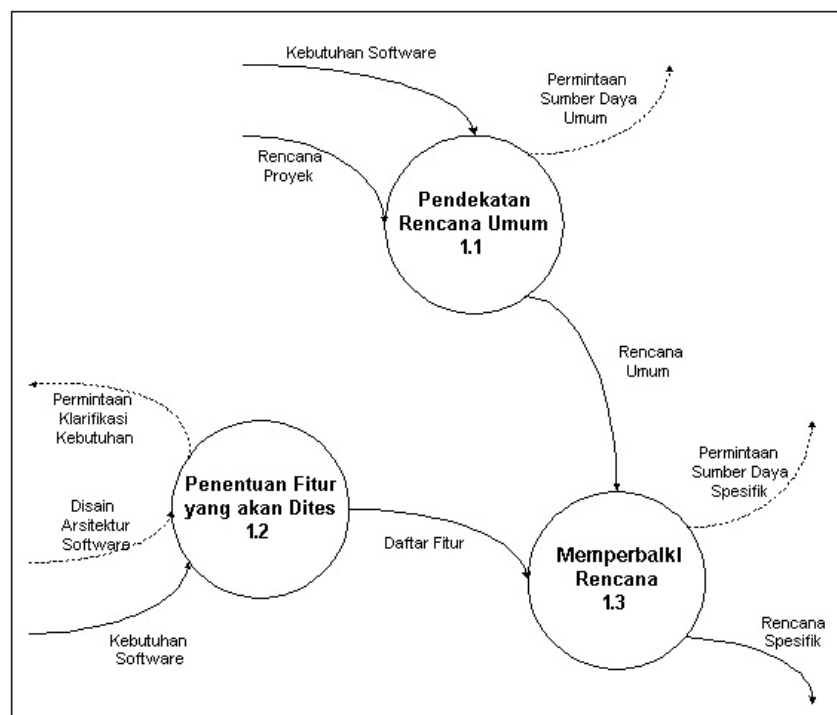 Kebutuhan Software
Permintaan
Sumber Daya
Umum
Rencana
Proyek
Pendekatan
Rencana Umum
1.1
Rencana
Umum
Permintaan
Klarifikasi
Kebutuhan
Penentuan Fitur
yang akan Dites
1.2
Disain
Arsitektur
Software
Daftar Fitur
Kebutuhan
Software
Permintaan
Sumber Daya
Spesifik
Memperbaiki
Rencana
1.3
Rencana
Spesifik